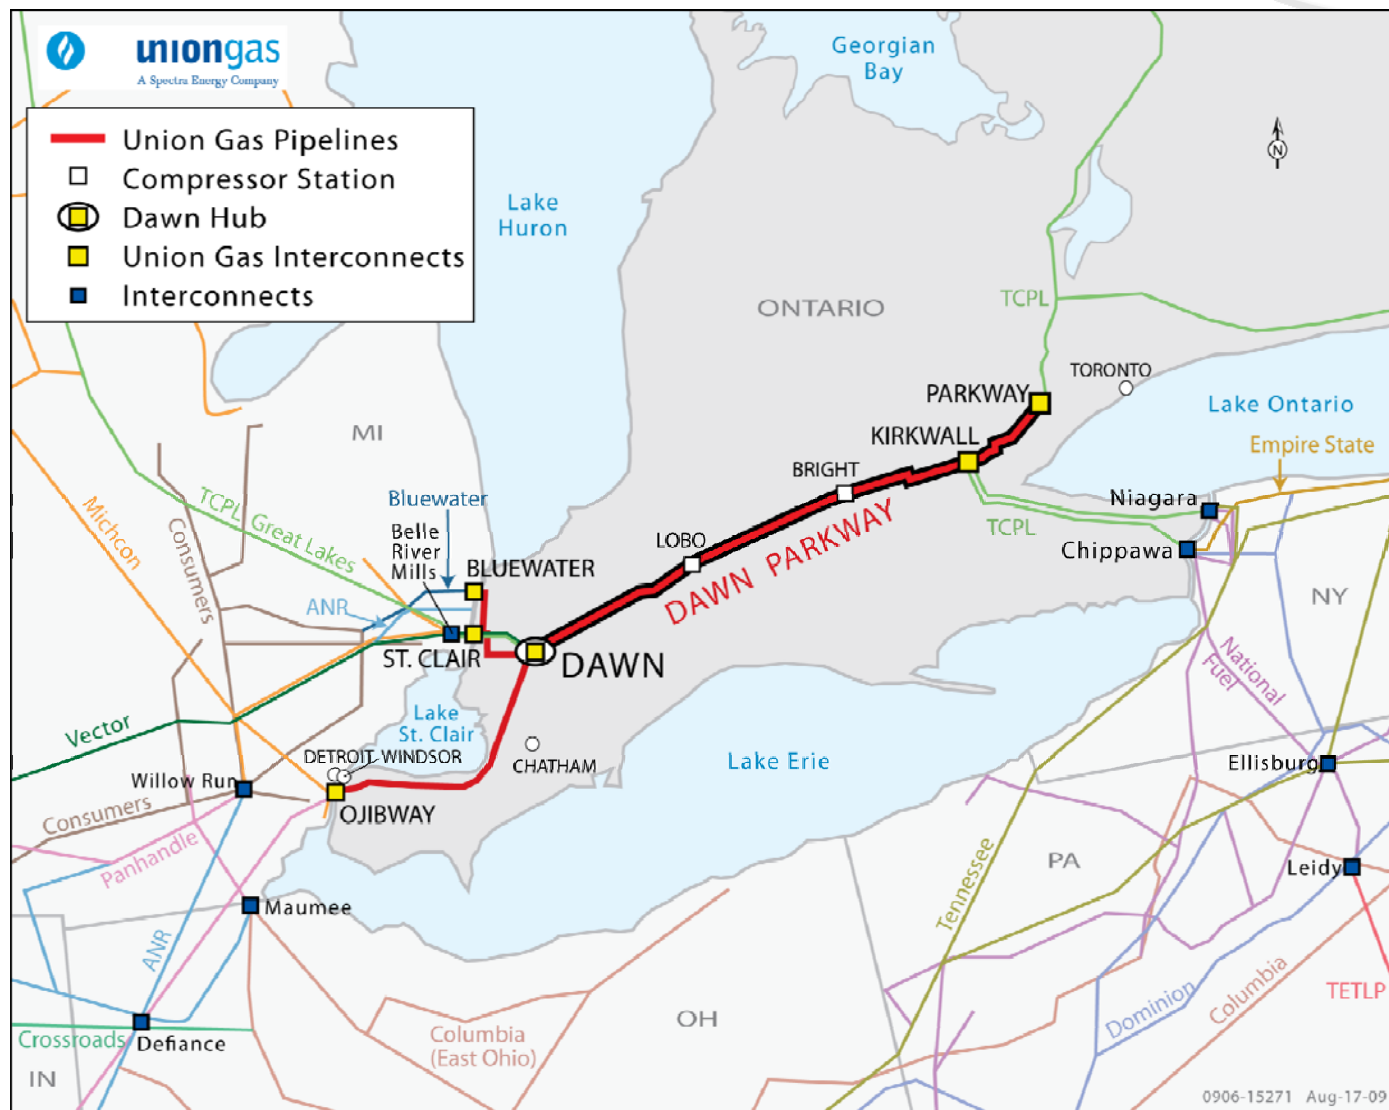 uniongas
A Spectra Energy Company
Union Gas Pipelines
Compressor Station
Dawn Hub
Union Gas Interconnects
Interconnects
Georgian
Bay
N
Lake
Huron
ONTARIO
TCPL
TORONTO
PARKWAY
Lake Ontario
KIRKWALL
Empire State
MI
BRIGHT
Niagara
Bluewater
TCPL Great Lakes
Michcon
Consumers
TCPL
Chippawa
Belle
River
Mills
LOBO
DAWN PARKWAY
BLUEWATER
ANR
NY
ST. CLAIR
DAWN
National
Fuel
Vector
Lake
St. Clair
DETROIT
WINDSOR
CHATHAM
Lake Erie
Ellisburg
Willow Run
Consumers
OJIBWAY
Panhandle
Tennessee
PA
Leidy
Maumee
ANR
Dominion
Columbia
TETLP
Columbia
(East Ohio)
OH
Crossroads
Defiance
IN
0906-15271 Aug-17-09